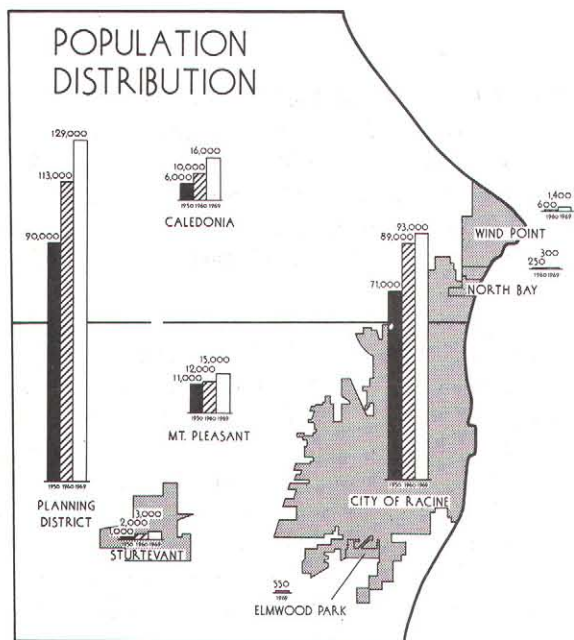 POPULATION
DISTRIBUTION
129,000
113,000
90,000
1950 1960 1969
PLANNING
DISTRICT
16,000
10,000
6,000
1950 1960 1969
CALEDONIA
1,400
600
1960 1969
WIND POINT
300
250
1960 1969
NORTH BAY
93,000
89,000
71,000
1950 1960 1969
CITY OF RACINE
15,000
12,000
11,000
1950 1960 1969
MT. PLEASANT
3,000
2,000
1,000
1950 1960 1969
STURTEVANT
550
1969
ELMWOOD PARK